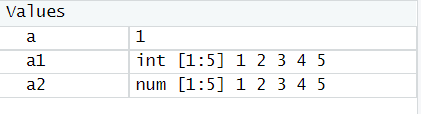 Values
a 1
a1 int [1:5] 1 2 3 4 5
a2 num [1:5] 1 2 3 4 5